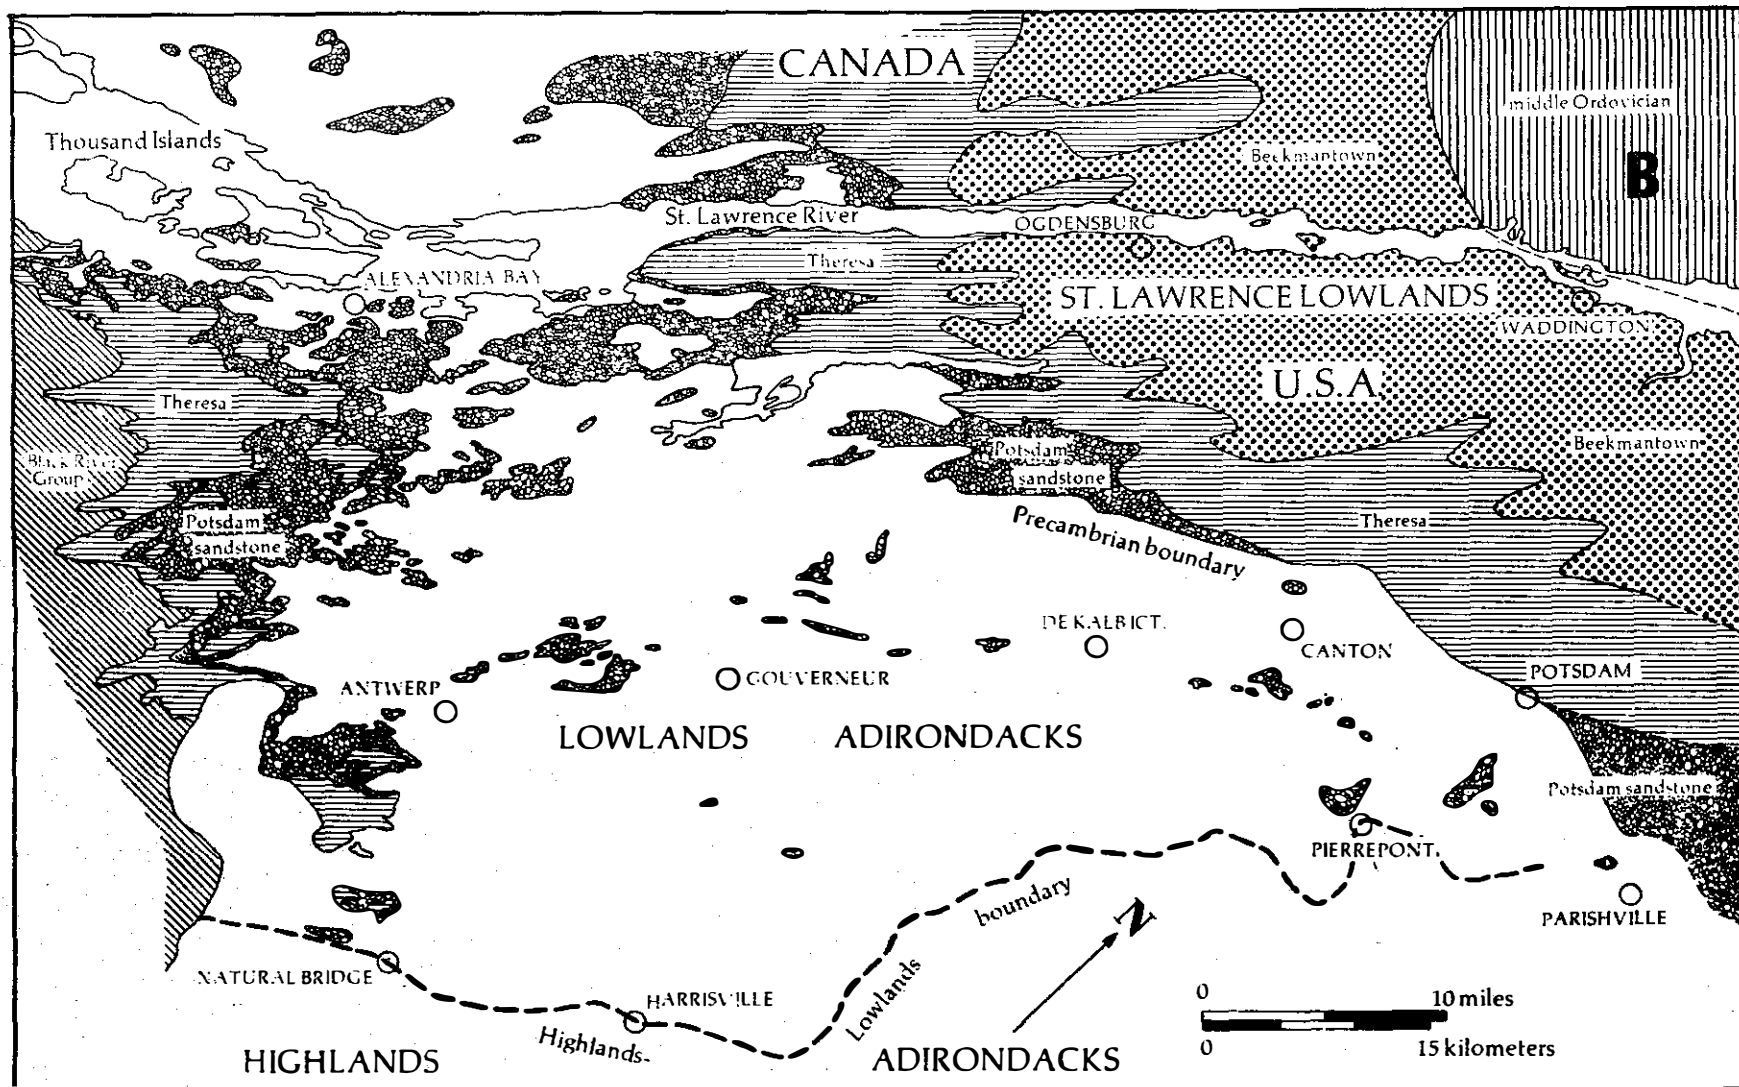 CANADA
middle Ordovician
Thousand Islands
Beekmantown
B
St. Lawrence River
OGDENSBURG
Theresa
ALEXANDRIA BAY
ST. LAWRENCE LOWLANDS
WADDINGTON
U.S.A.
Theresa
Beekmantown
Black River
Group
Potsdam
sandstone
Potsdam
sandstone
Theresa
Precambrian boundary
DE KALB JCT.
CANTON
POTSDAM
ANTWERP
GOUVERNEUR
LOWLANDS ADIRONDACKS
Potsdam sandstone
PIERREPONT
boundary
N
PARISHVILLE
NATURAL BRIDGE
HARRISVILLE
Lowlands
Highlands-
0 10 miles
0 15 kilometers
HIGHLANDS ADIRONDACKS